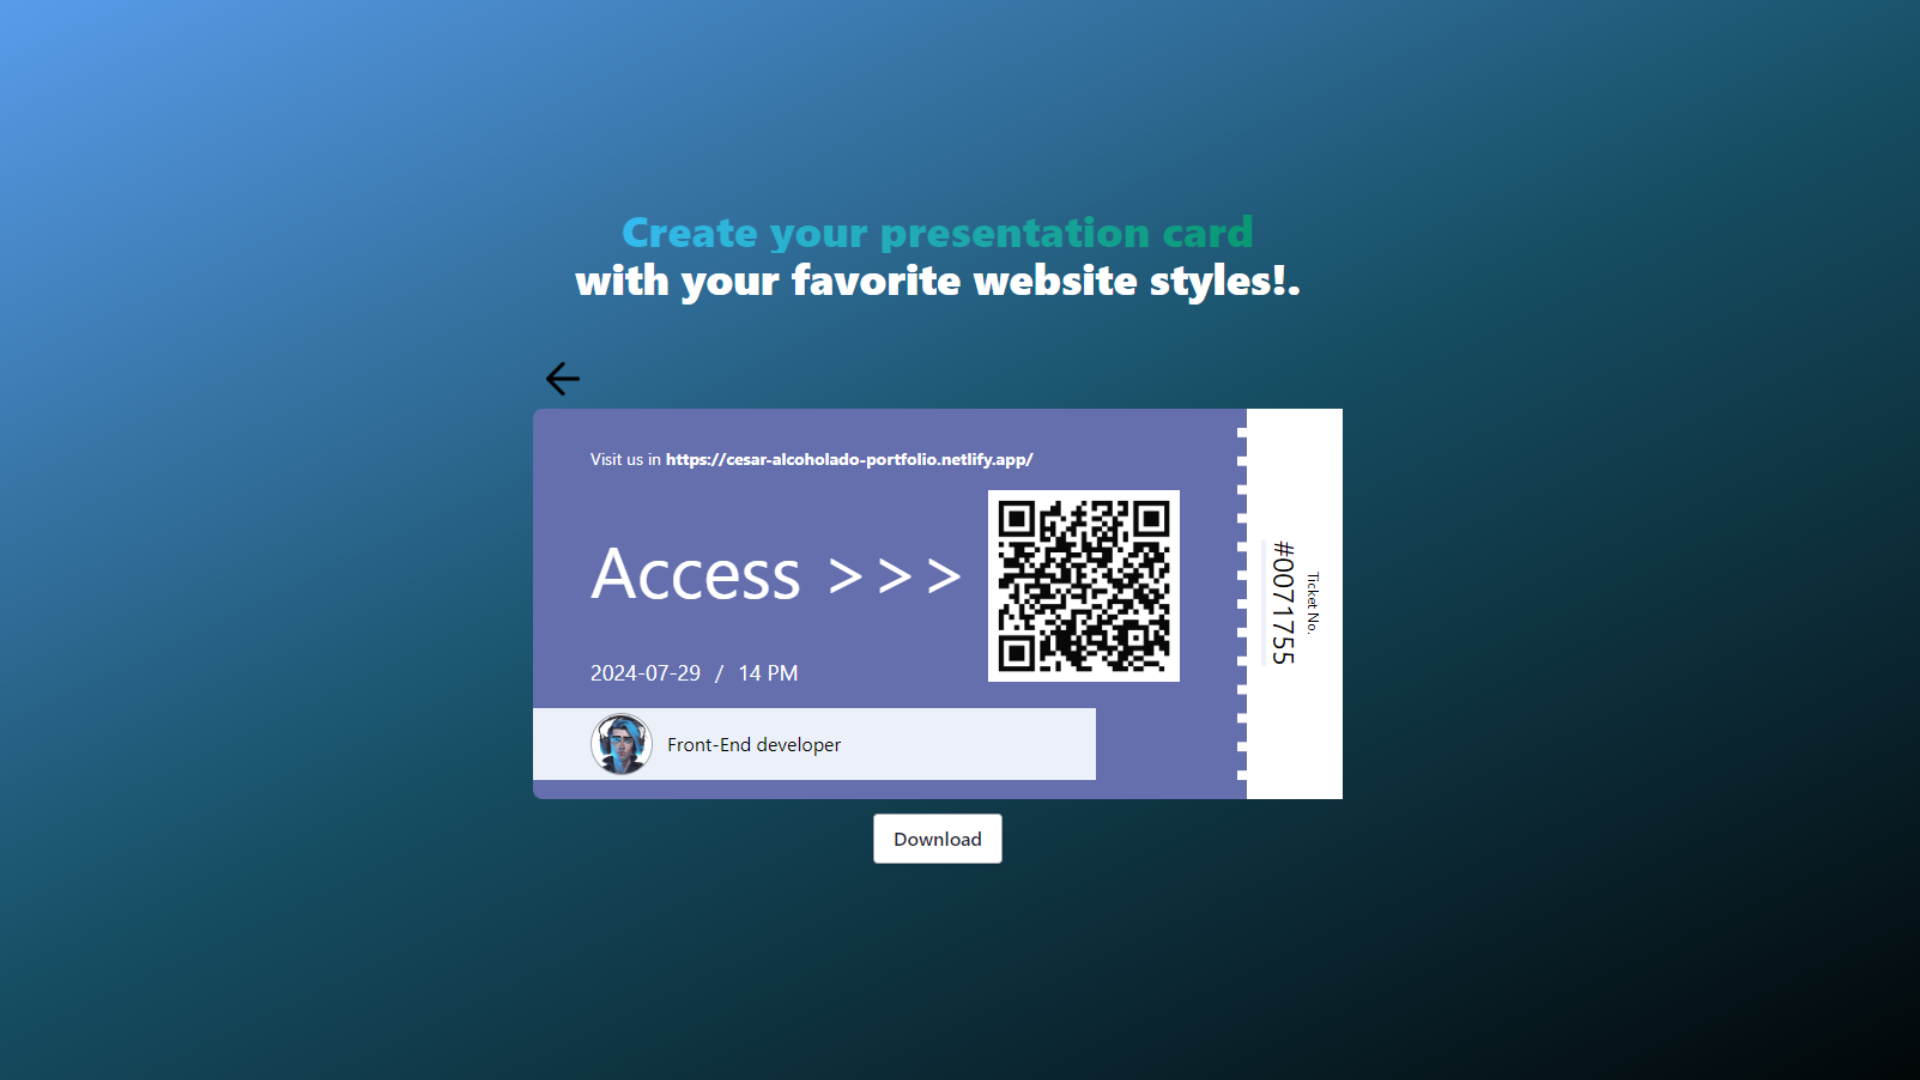 Create your presentation card
with your favorite website styles!.
Visit us in https://cesar-alcoholado-portfolio.netlify.app/
Access >>>
2024-07-29 / 14 PM
Front-End developer
Ticket No.
#0071755
Download